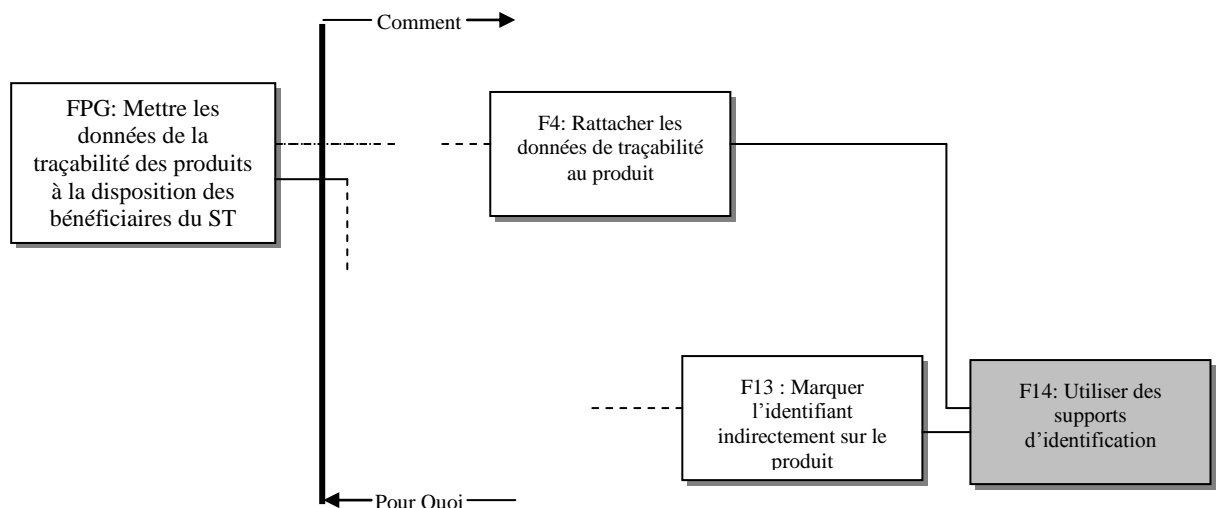 Comment
FPG: Mettre les
données de la
traçabilité des produits
à la disposition des
bénéficiaires du ST
F4: Rattacher les
données de traçabilité
au produit
F13 : Marquer
l’identifiant
indirectement sur le
produit
F14: Utiliser des
supports
d’identification
Pour Quoi